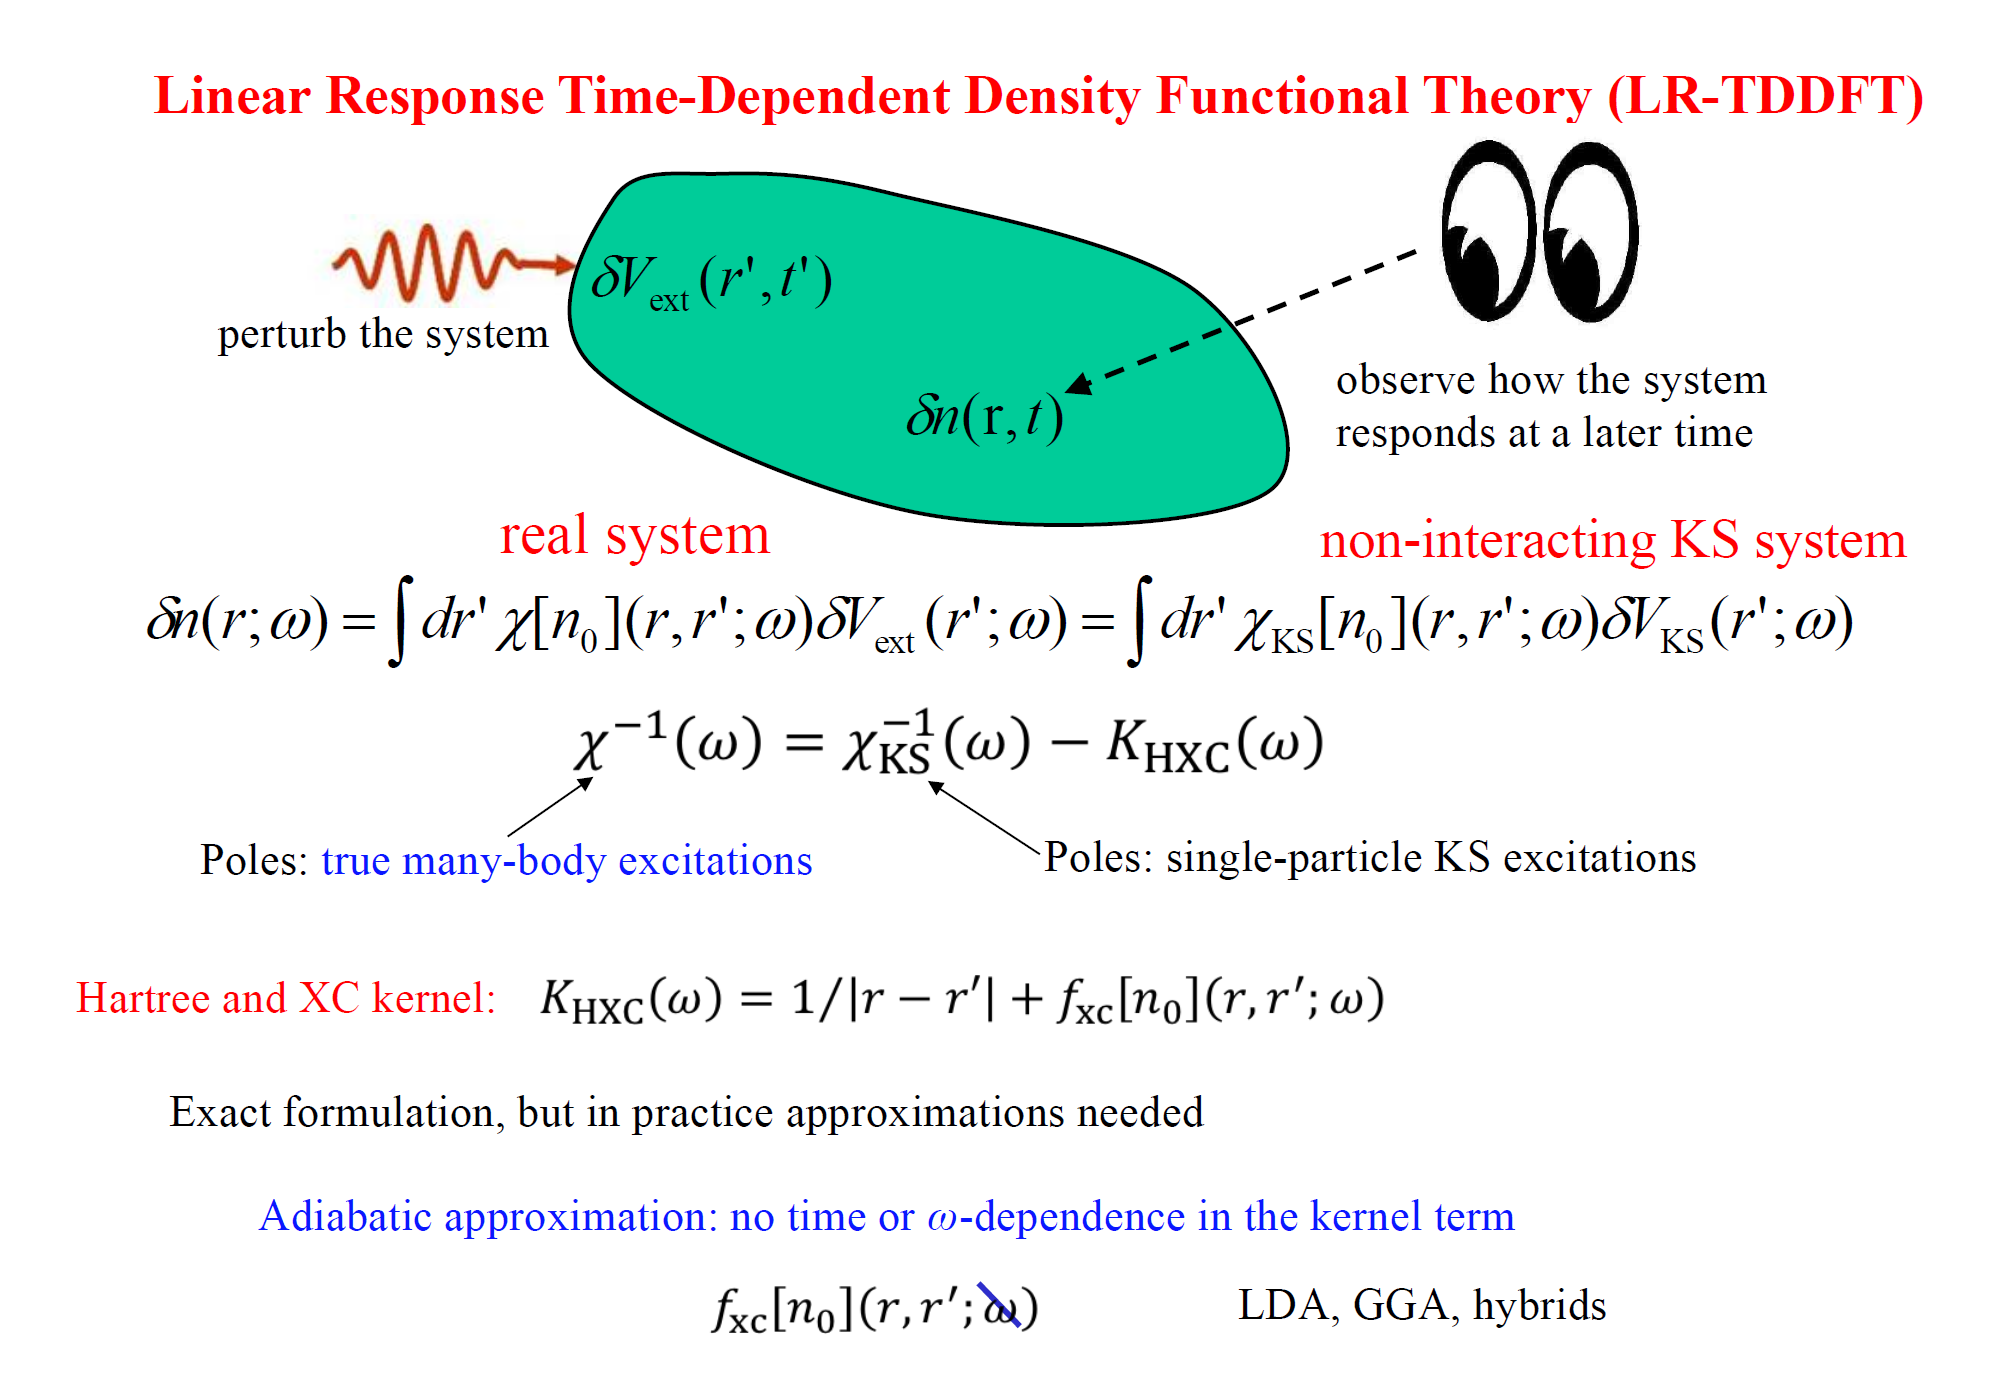 Linear Response Time-Dependent Density Functional Theory (LR-TDDFT)
δV_ext(r',t')
perturb the system
δn(r,t)
observe how the system
responds at a later time
real system
non-interacting KS system
δn(r;ω) = ∫dr' χ[n₀](r,r';ω)δV_ext(r';ω) = ∫dr' χ_KS[n₀](r,r';ω)δV_KS(r';ω)
χ⁻¹(ω) = χ_KS⁻¹(ω) − K_HXC(ω)
Poles: true many-body excitations
Poles: single-particle KS excitations
Hartree and XC kernel: K_HXC(ω) = 1/|r − r′| + f_xc[n₀](r,r′;ω)
Exact formulation, but in practice approximations needed
Adiabatic approximation: no time or ω-dependence in the kernel term
f_xc[n₀](r,r′;ω) LDA, GGA, hybrids